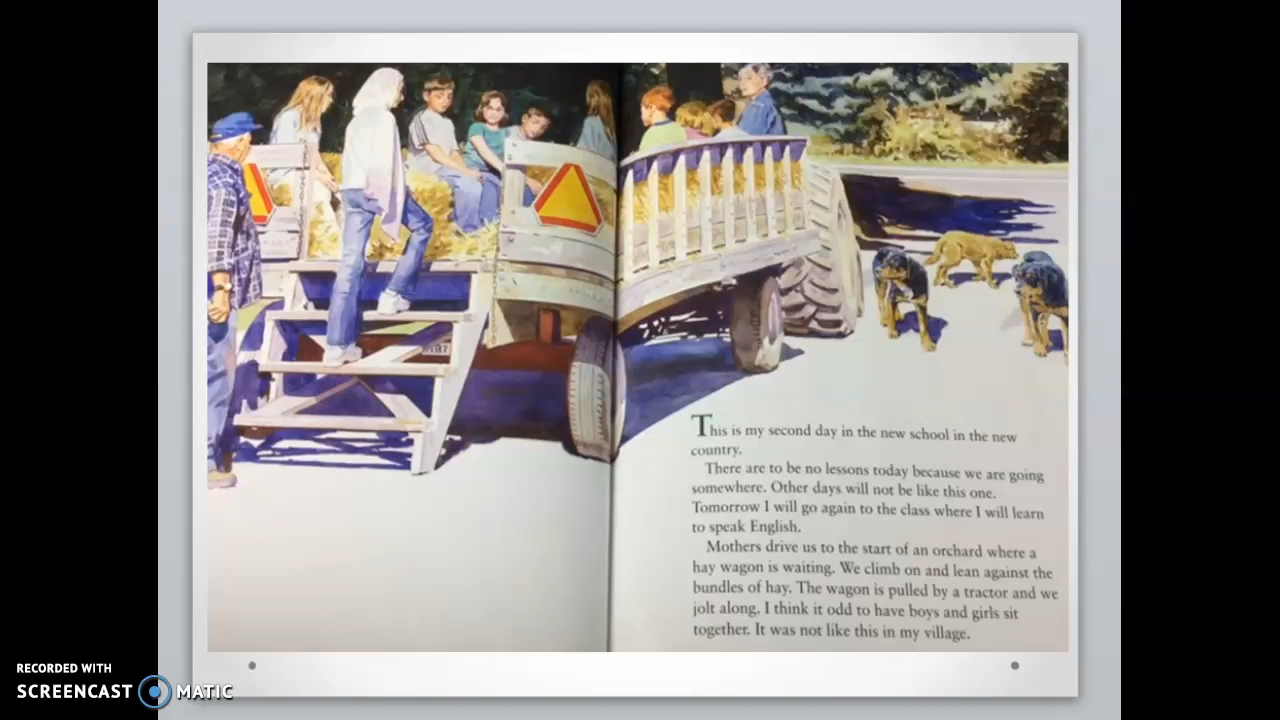 This is my second day in the new school in the new
country.
There are to be no lessons today because we are going
somewhere. Other days will not be like this one.
Tomorrow I will go again to the class where I will learn
to speak English.
Mothers drive us to the start of an orchard where a
hay wagon is waiting. We climb on and lean against the
bundles of hay. The wagon is pulled by a tractor and we
jolt along. I think it odd to have boys and girls sit
together. It was not like this in my village.
RECORDED WITH
SCREENCAST MATIC